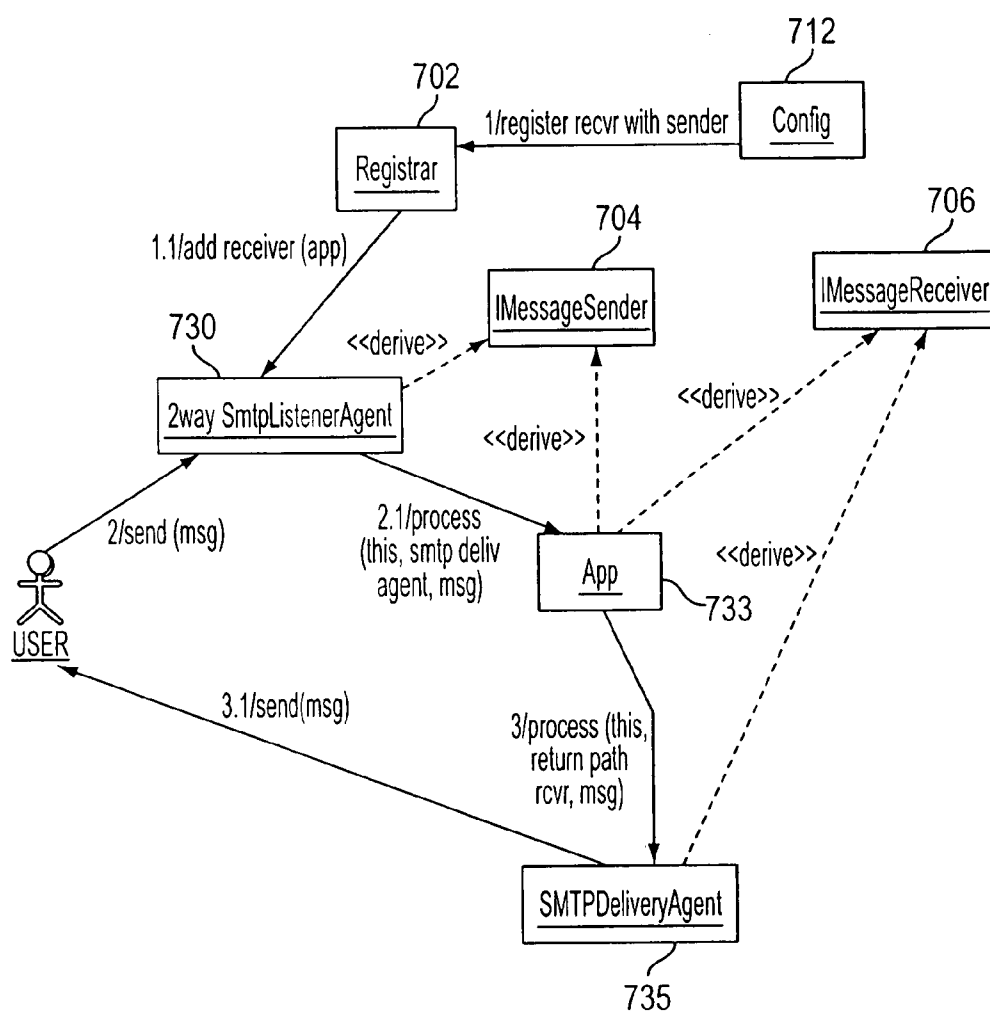 712
Config
702
1/register recvr with sender
Registrar
706
704
1.1/add receiver (app)
IMessageReceiver
IMessageSender
730
<<derive>>
2way SmtpListenerAgent
<<derive>>
<<derive>>
2/send (msg)
2.1/process
(this, smtp deliv
agent, msg)
<<derive>>
App
733
USER
3.1/send(msg)
3/process (this,
return path
rcvr, msg)
SMTPDeliveryAgent
735